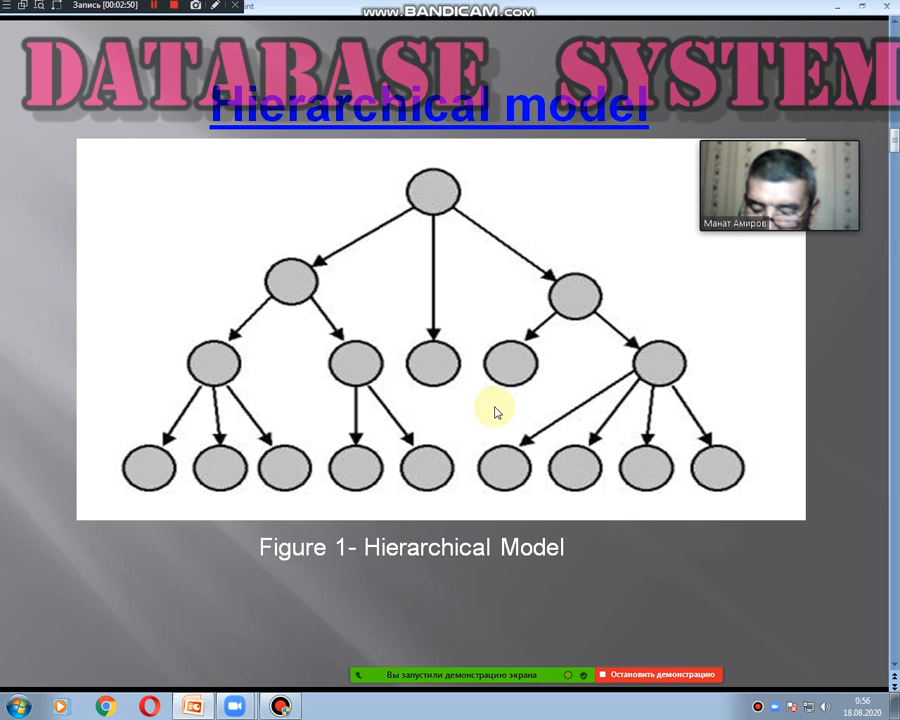 Запись [00:02:50]
int
www.BANDICAM.com
DATABASE SYSTEM
Hierarchical model
Манат Амиров
Figure 1- Hierarchical Model
Вы запустили демонстрацию экрана
Остановить демонстрацию
0:56
18.08.2020